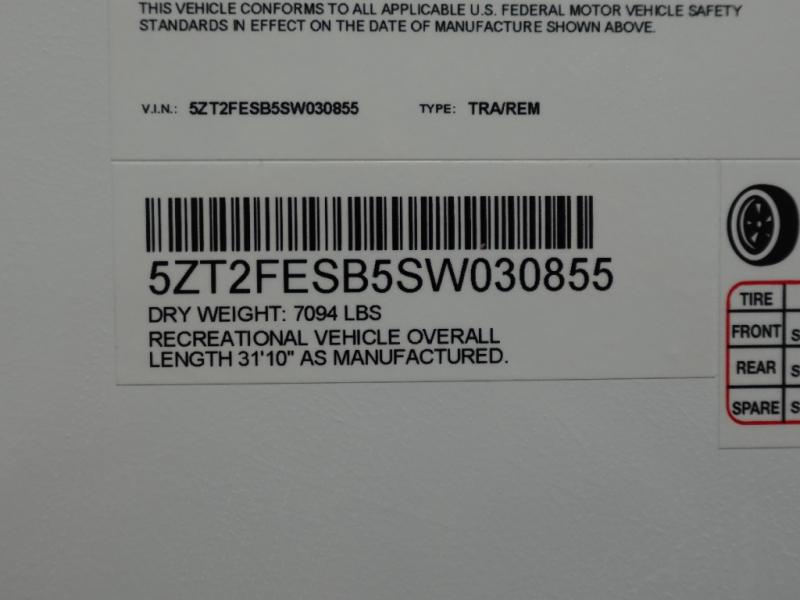 THIS VEHICLE CONFORMS TO ALL APPLICABLE U.S. FEDERAL MOTOR VEHICLE SAFETY
STANDARDS IN EFFECT ON THE DATE OF MANUFACTURE SHOWN ABOVE.
V.I.N.: 5ZT2FESB5SW030855 TYPE: TRA/REM
5ZT2FESB5SW030855
DRY WEIGHT: 7094 LBS
RECREATIONAL VEHICLE OVERALL
LENGTH 31'10" AS MANUFACTURED.
TIRE
FRONT S
REAR S
SPARE S